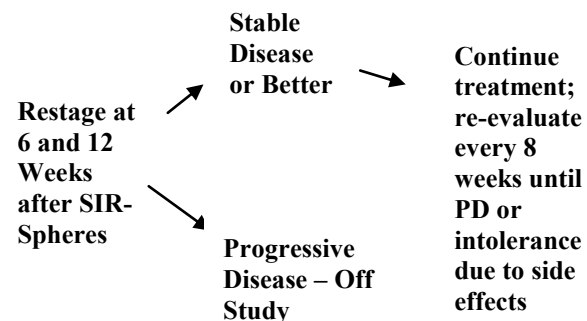 Restage at
6 and 12
Weeks
after SIR-
Spheres
Stable
Disease
or Better
Progressive
Disease – Off
Study
Continue
treatment;
re-evaluate
every 8
weeks until
PD or
intolerance
due to side
effects